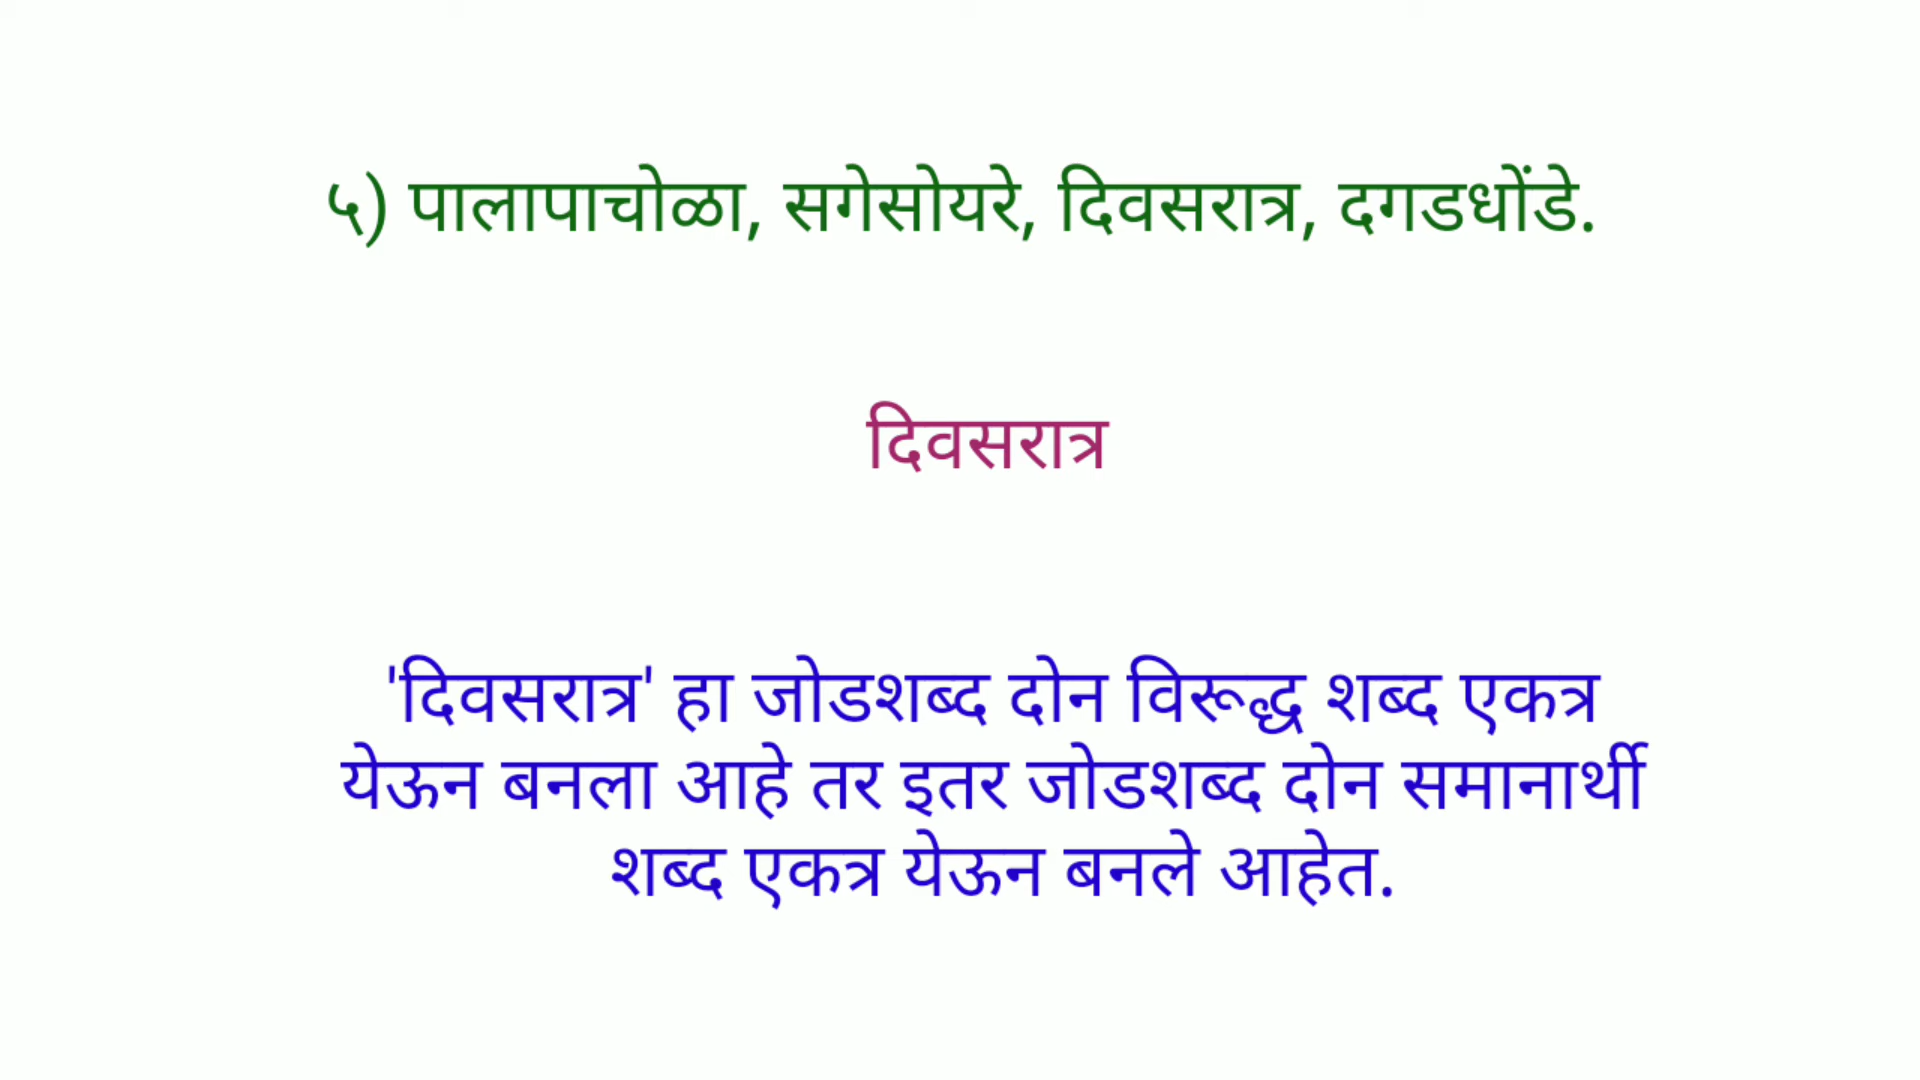 ५) पालापाचोळा, सगेसोयरे, दिवसरात्र, दगडधोंडे.
दिवसरात्र
'दिवसरात्र' हा जोडशब्द दोन विरूद्ध शब्द एकत्र
येऊन बनला आहे तर इतर जोडशब्द दोन समानार्थी
शब्द एकत्र येऊन बनले आहेत.